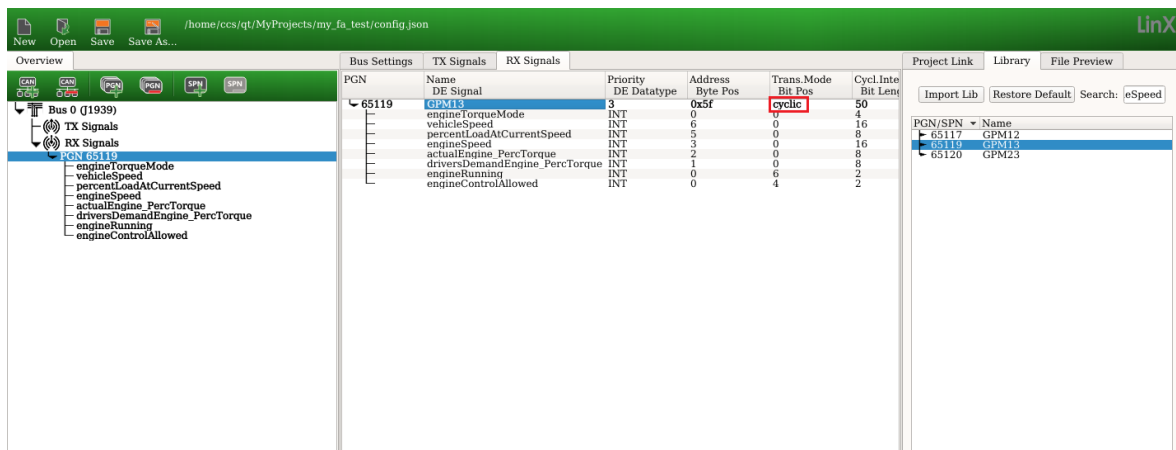 /home/ccs/qt/MyProjects/my_fa_test/config.json
LinX
New Open Save Save As...
Overview
CAN CAN PGN PGN SPN SPN
Bus 0 (J1939)
TX Signals
RX Signals
PGN 65119
engineTorqueMode
vehicleSpeed
percentLoadAtCurrentSpeed
engineSpeed
actualEngine_PercTorque
driversDemandEngine_PercTorque
engineRunning
engineControlAllowed
Bus Settings TX Signals RX Signals
PGN Name Priority Address Trans.Mode Cycl.Inte
DE Signal DE Datatype Byte Pos Bit Pos Bit Leng
65119 GPM13 3 0x5f cyclic 50
engineTorqueMode INT 0 0 4
vehicleSpeed INT 6 0 16
percentLoadAtCurrentSpeed INT 5 0 8
engineSpeed INT 3 0 16
actualEngine_PercTorque INT 2 0 8
driversDemandEngine_PercTorque INT 1 0 8
engineRunning INT 0 6 2
engineControlAllowed INT 0 4 2
Project Link Library File Preview
Import Lib Restore Default Search: eSpeed
PGN/SPN Name
65117 GPM12
65119 GPM13
65120 GPM23